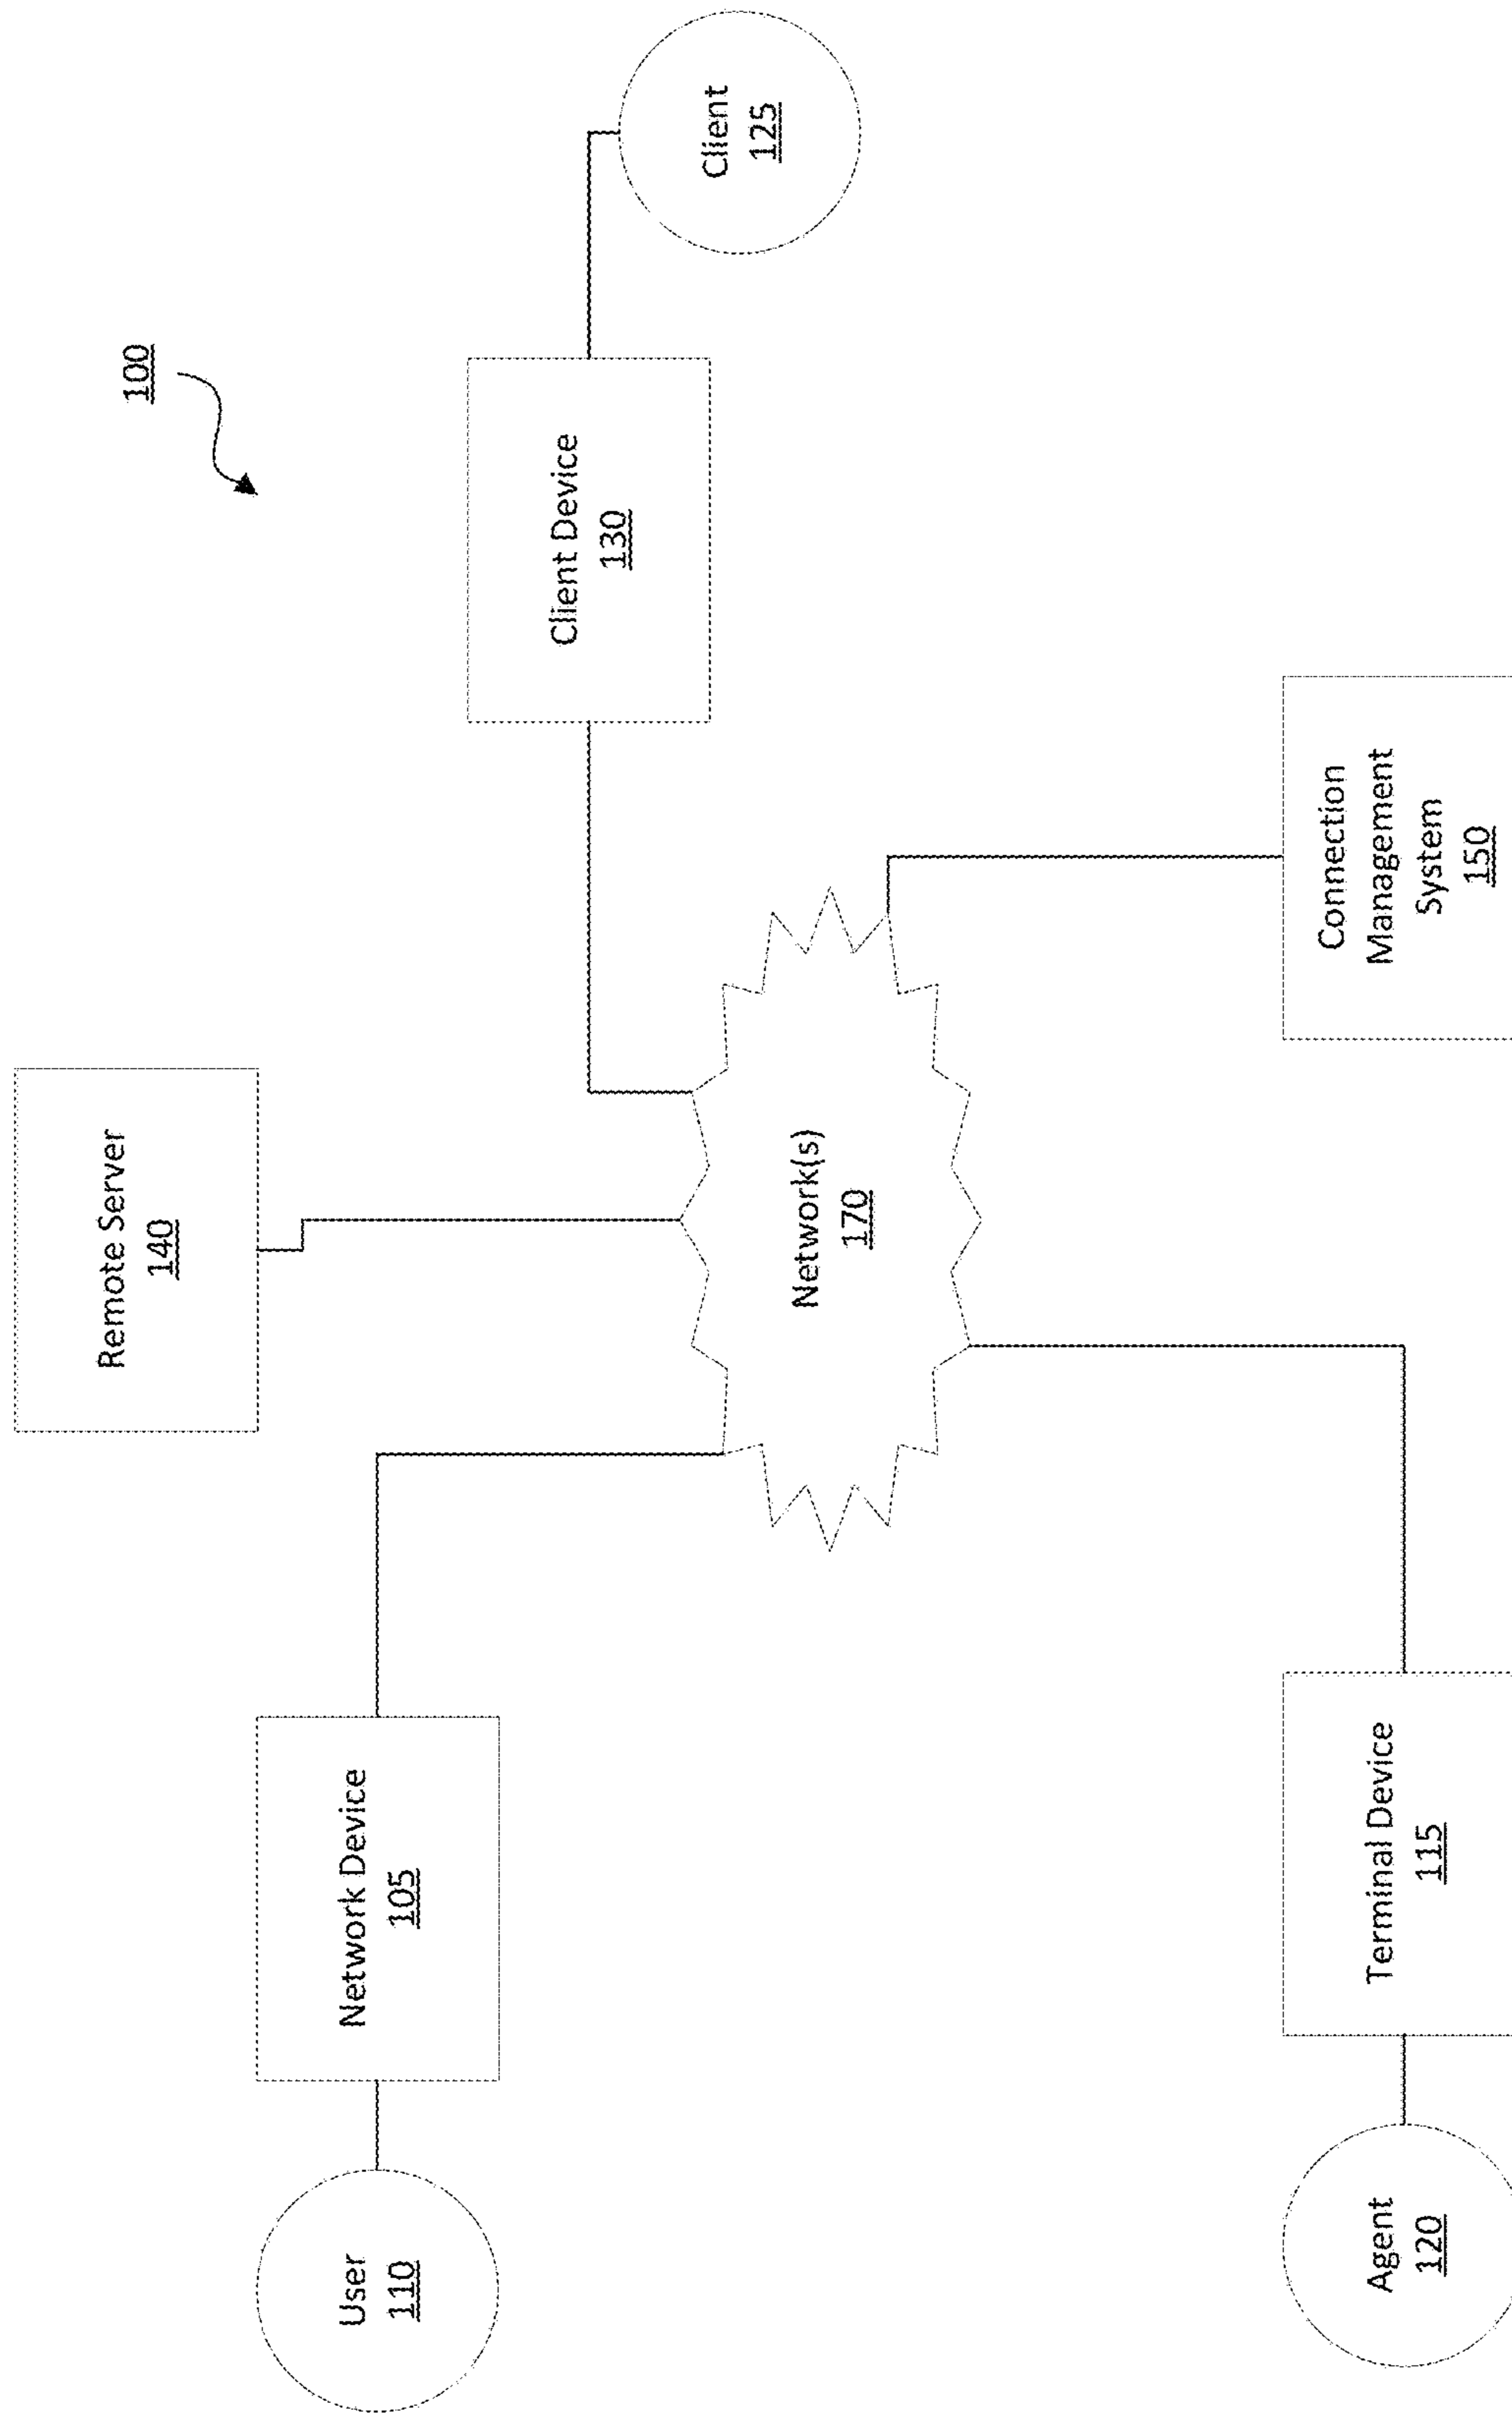 100
Remote Server
140
User
110
Network Device
105
Client Device
130
Client
125
Network(s)
170
Agent
120
Terminal Device
115
Connection
Management
System
150